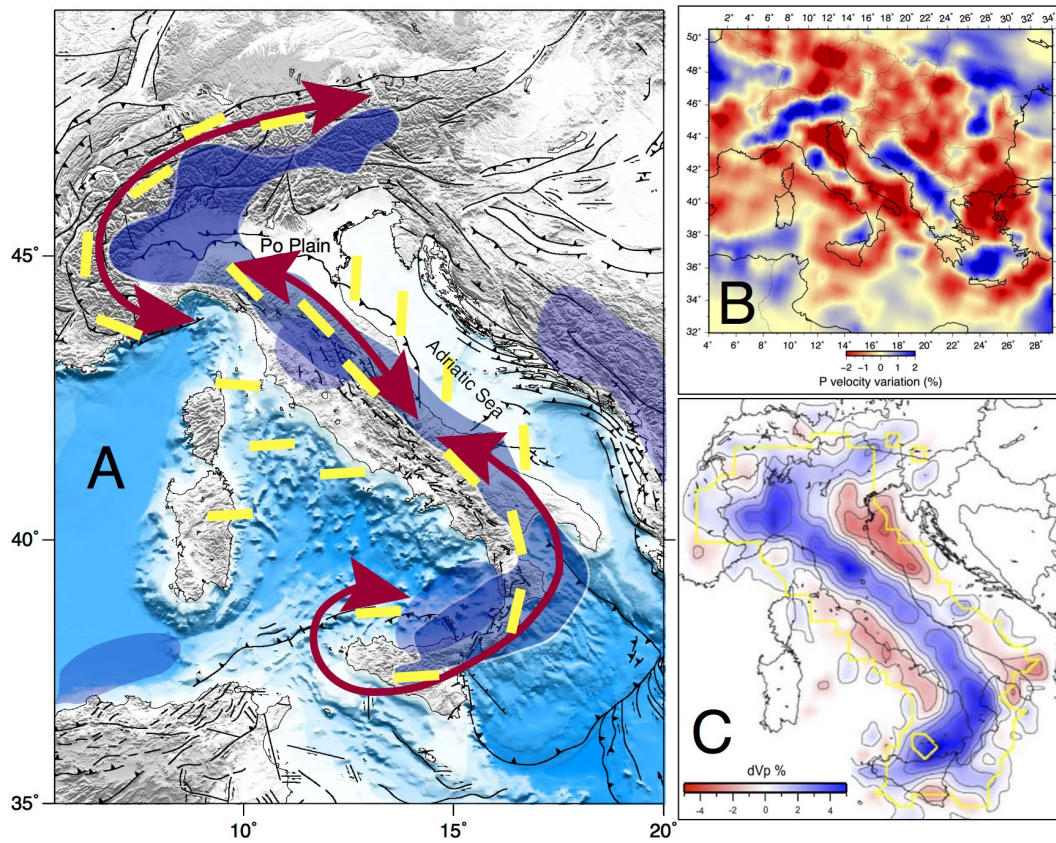 A
Po Plain
Adriatic Sea
45°
40°
35°
10°
15°
20°
B
2° 6° 8° 10° 12° 14° 16° 18° 20° 22° 24° 26° 28° 30° 34°
50°
48°
46°
44°
42°
40°
38°
36°
34°
32°
4° 6° 8° 10° 12° 14° 16° 18° 20° 22° 24° 26° 28° 30° 32°
-2 -1 0 1 2
P velocity variation (%)
C
dVp %
-4 -2 0 2 4